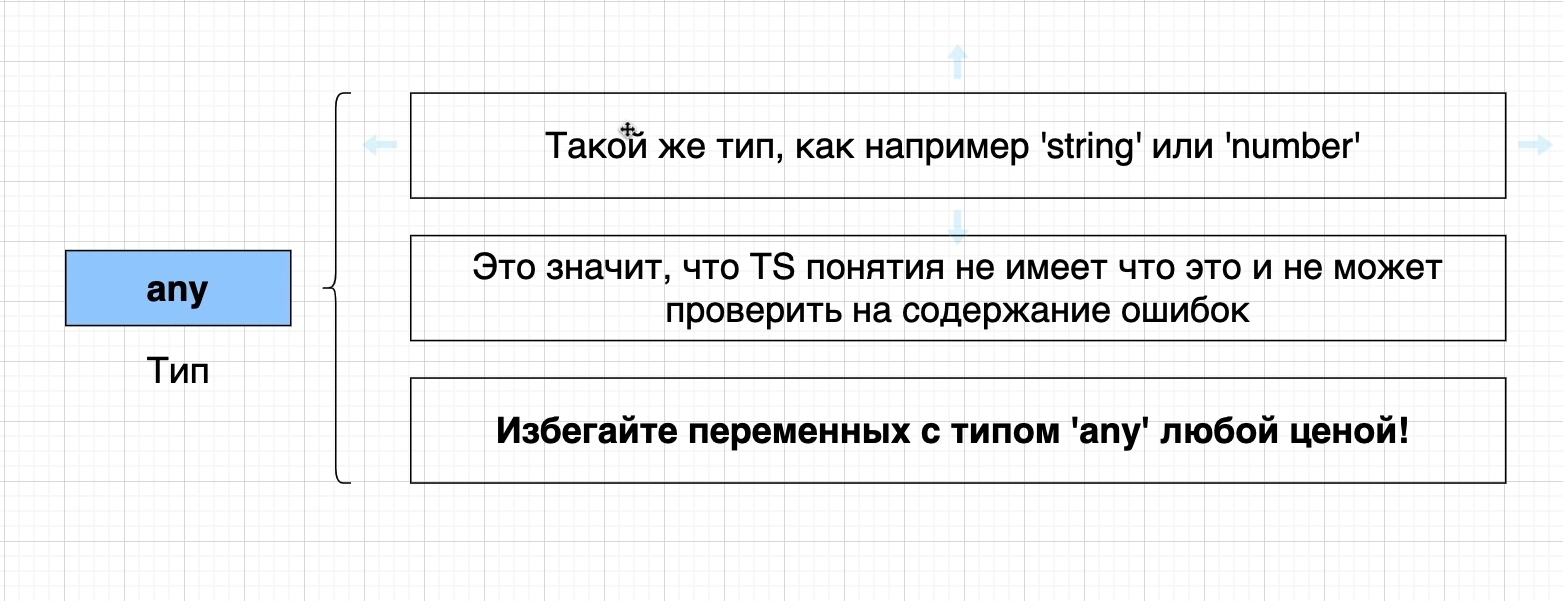 any
Тип
Такой же тип, как например 'string' или 'number'
Это значит, что TS понятия не имеет что это и не может
проверить на содержание ошибок
Избегайте переменных с типом 'any' любой ценой!